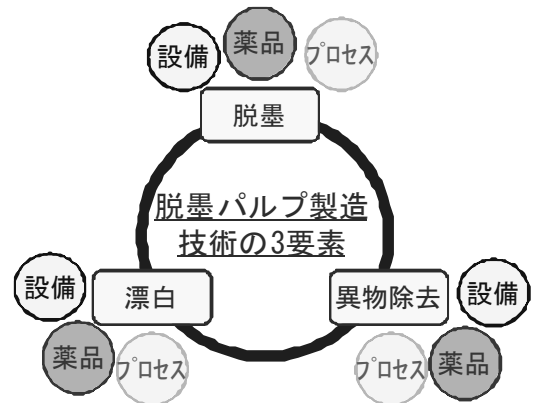 設備
薬品
プロセス
脱墨
脱墨パルプ製造
技術の3要素
設備
漂白
薬品
プロセス
異物除去
設備
プロセス
薬品